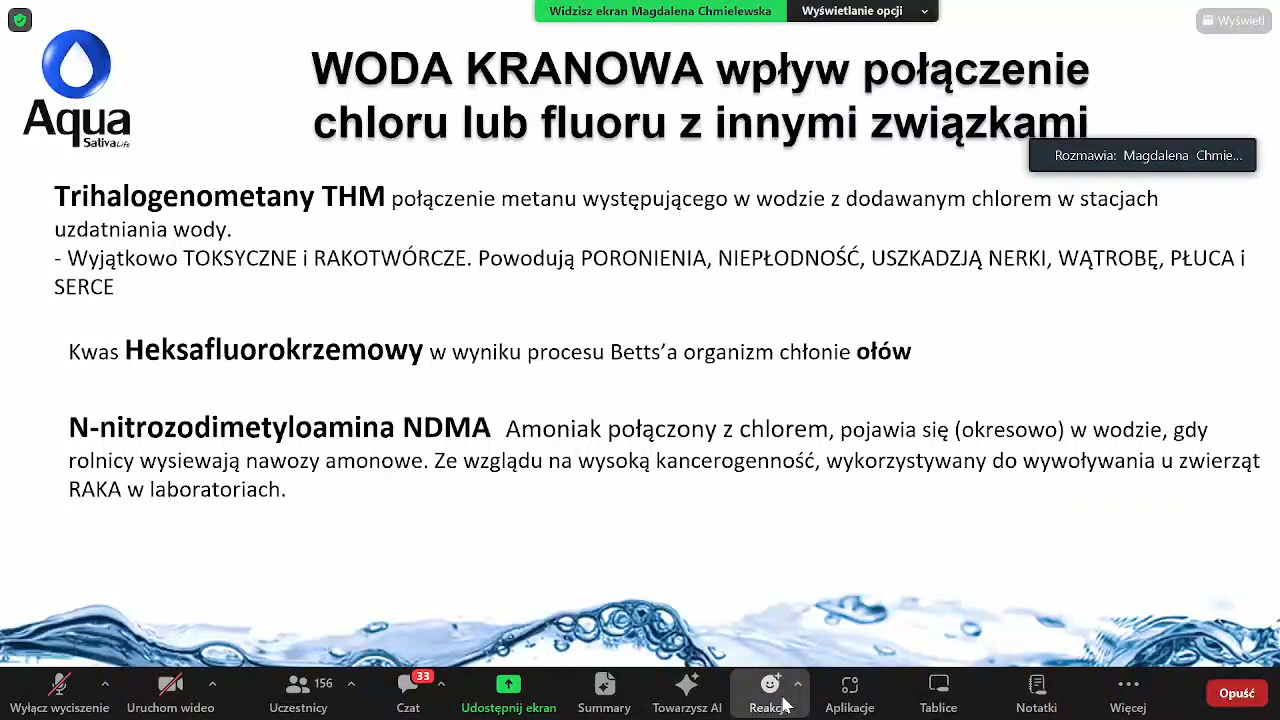 Widzisz ekran Magdalena Chmielewska
Wyświetlanie opcji
Wyświetl
Aqua
SativaLife
WODA KRANOWA wpływ połączenie
chloru lub fluoru z innymi związkami
Rozmawia: Magdalena Chmie...
Trihalogenometany THM połączenie metanu występującego w wodzie z dodawanym chlorem w stacjach
uzdatniania wody.
- Wyjątkowo TOKSYCZNE i RAKOTWÓRCZE. Powodują PORONIENIA, NIEPŁODNOŚĆ, USZKADZJĄ NERKI, WĄTROBĘ, PŁUCA i
SERCE
Kwas Heksafluorokrzemowy w wyniku procesu Betts’a organizm chłonie ołów
N-nitrozodimetyloamina NDMA Amoniak połączony z chlorem, pojawia się (okresowo) w wodzie, gdy
rolnicy wysiewają nawozy amonowe. Ze wzglądu na wysoką kancerogenność, wykorzystywany do wywoływania u zwierząt
RAKA w laboratoriach.
Wyłącz wyciszenie
Uruchom wideo
156
Uczestnicy
33
Czat
Udostępnij ekran
Summary
Towarzysz AI
Reakcje
Aplikacje
Tablice
Notatki
Więcej
Opuść